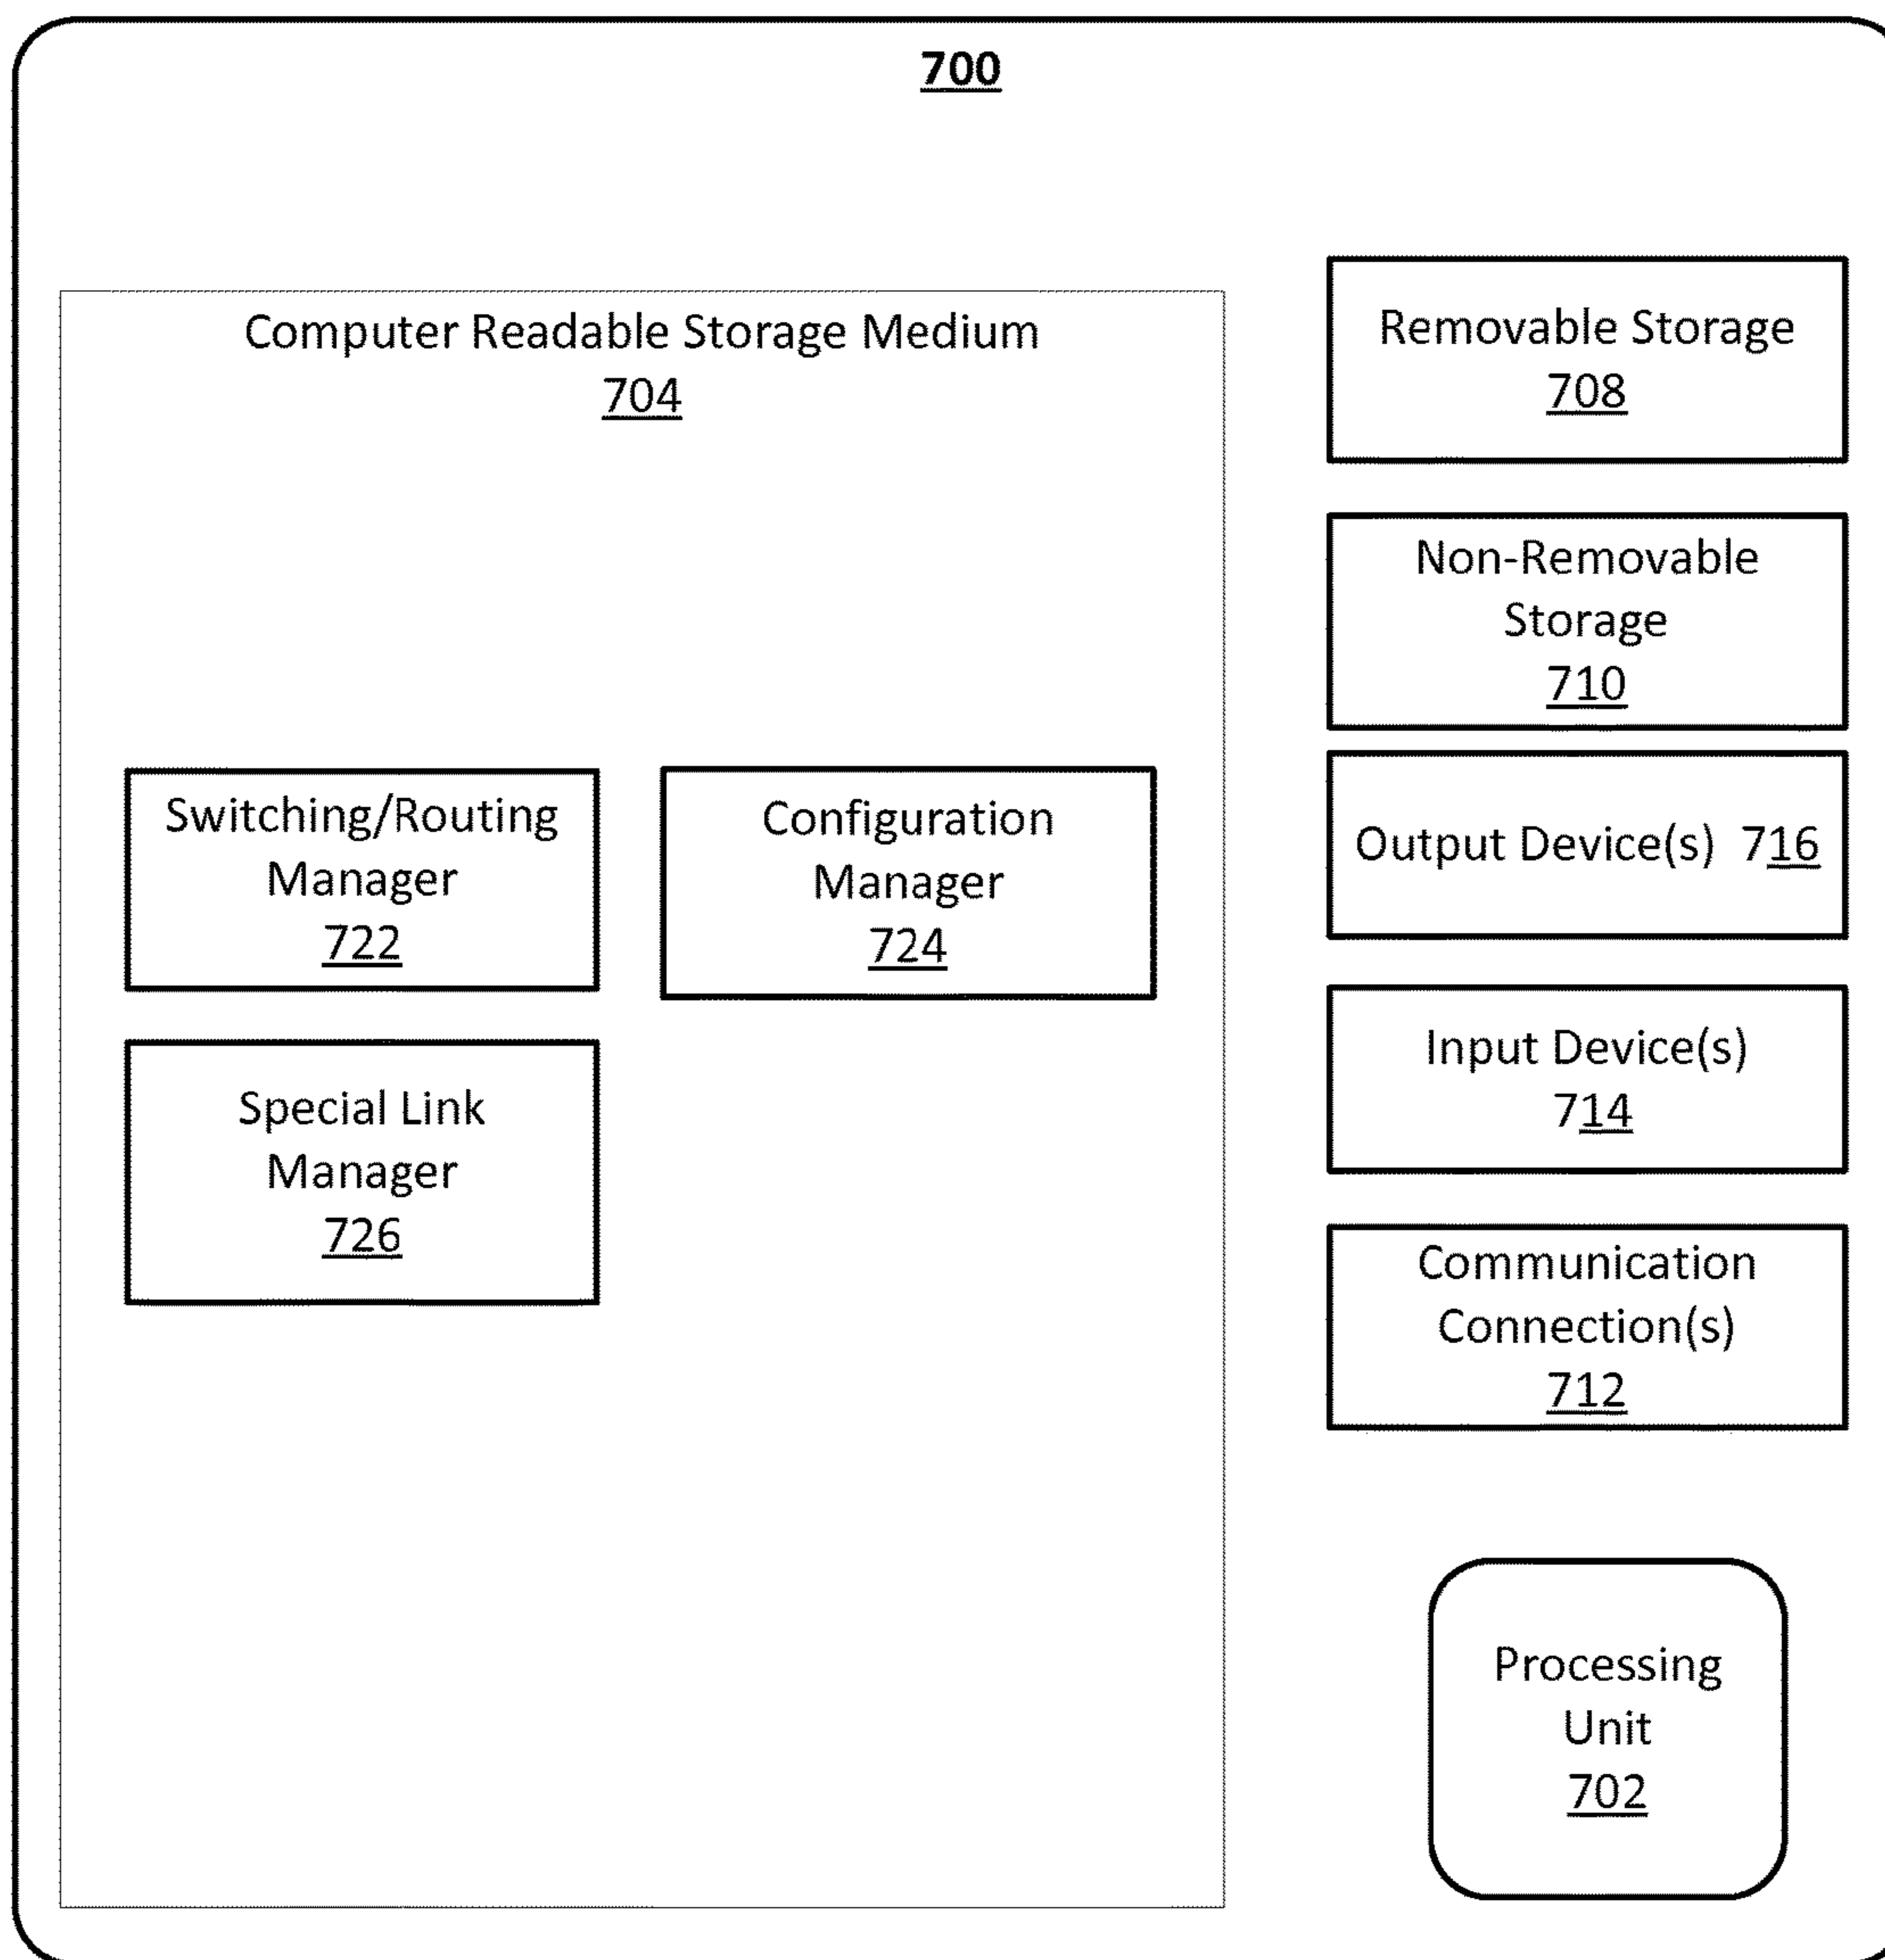 700
Computer Readable Storage Medium
704
Switching/Routing
Manager
722
Configuration
Manager
724
Special Link
Manager
726
Removable Storage
708
Non-Removable
Storage
710
Output Device(s) 716
Input Device(s)
714
Communication
Connection(s)
712
Processing
Unit
702